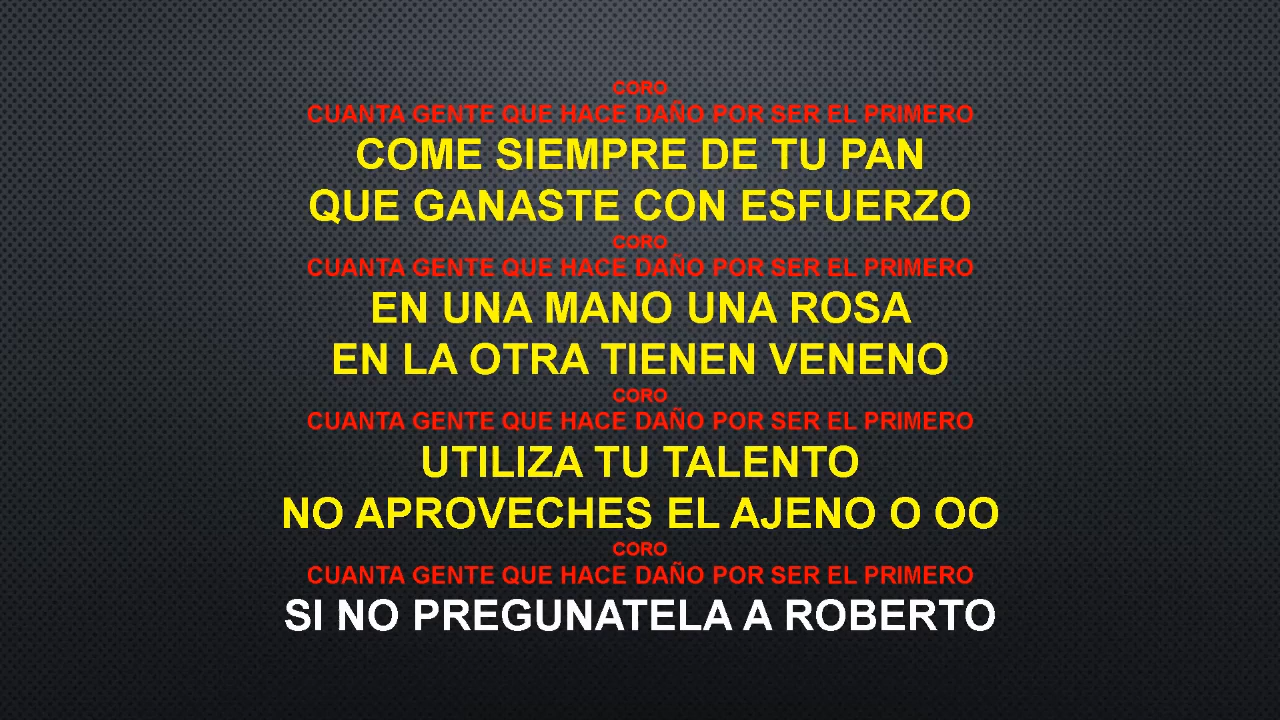 CORO
CUANTA GENTE QUE HACE DAÑO POR SER EL PRIMERO
COME SIEMPRE DE TU PAN
QUE GANASTE CON ESFUERZO
CORO
CUANTA GENTE QUE HACE DAÑO POR SER EL PRIMERO
EN UNA MANO UNA ROSA
EN LA OTRA TIENEN VENENO
CORO
CUANTA GENTE QUE HACE DAÑO POR SER EL PRIMERO
UTILIZA TU TALENTO
NO APROVECHES EL AJENO O OO
CORO
CUANTA GENTE QUE HACE DAÑO POR SER EL PRIMERO
SI NO PREGUNATELA A ROBERTO